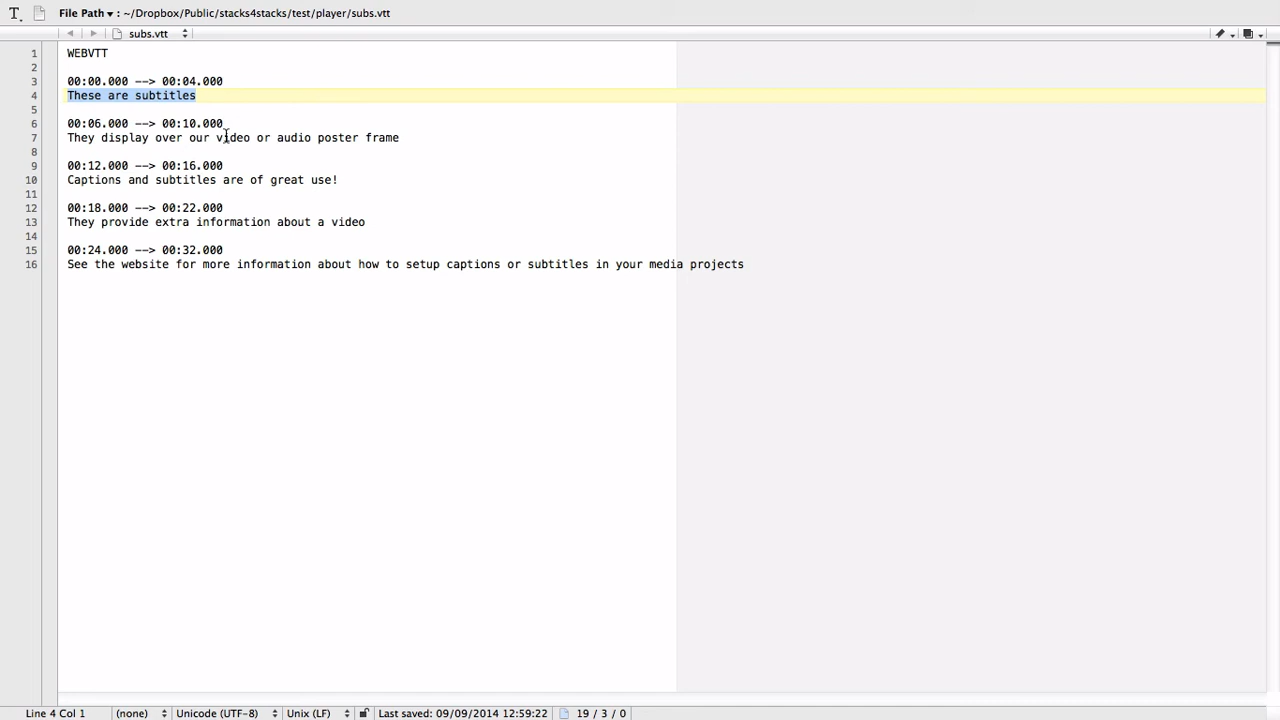 File Path ▾ : ~/Dropbox/Public/stacks4stacks/test/player/subs.vtt
subs.vtt
1 WEBVTT
2
3 00:00.000 --> 00:04.000
4 These are subtitles
5
6 00:06.000 --> 00:10.000
7 They display over our video or audio poster frame
8
9 00:12.000 --> 00:16.000
10 Captions and subtitles are of great use!
11
12 00:18.000 --> 00:22.000
13 They provide extra information about a video
14
15 00:24.000 --> 00:32.000
16 See the website for more information about how to setup captions or subtitles in your media projects
Line 4 Col 1 (none) Unicode (UTF-8) Unix (LF) Last saved: 09/09/2014 12:59:22 19 / 3 / 0